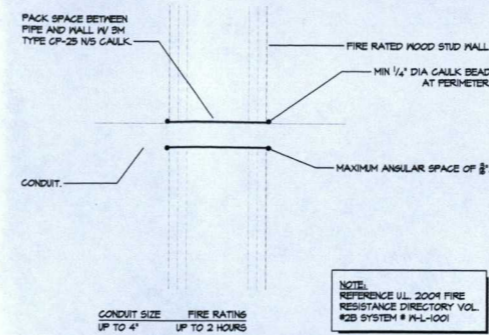 PACK SPACE BETWEEN
PIPE AND WALL W/ 3M
TYPE CP-25 N/S CAULK
FIRE RATED WOOD STUD WALL
MIN 1/4" DIA CAULK BEAD
AT PERIMETER
MAXIMUM ANGULAR SPACE OF 3/8"
CONDUIT.
NOTE:
REFERENCE U.L. 2009 FIRE
RESISTANCE DIRECTORY VOL.
#2B SYSTEM # W-L-1001
CONDUIT SIZE FIRE RATING
UP TO 4" UP TO 2 HOURS